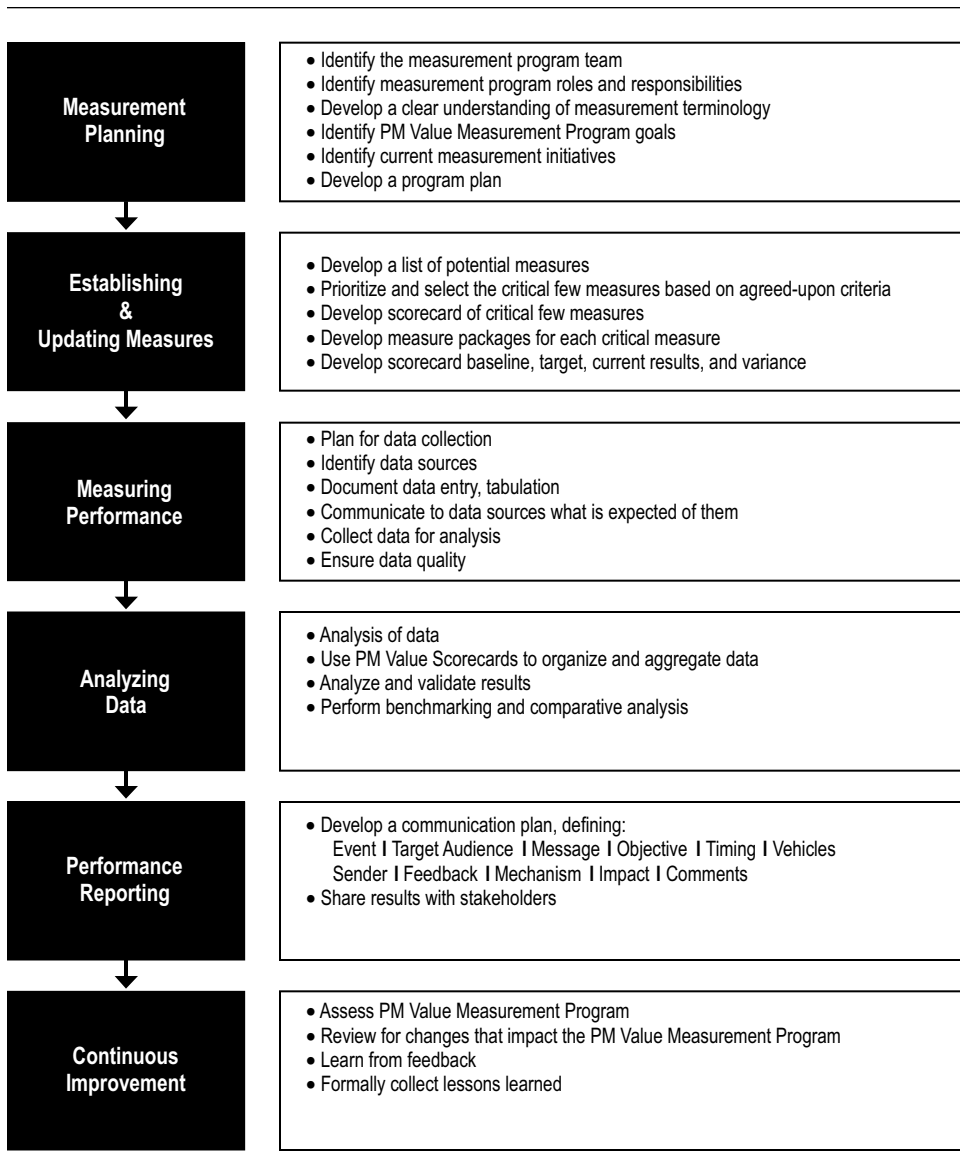 Measurement
Planning
• Identify the measurement program team
• Identify measurement program roles and responsibilities
• Develop a clear understanding of measurement terminology
• Identify PM Value Measurement Program goals
• Identify current measurement initiatives
• Develop a program plan
Establishing
&
Updating Measures
• Develop a list of potential measures
• Prioritize and select the critical few measures based on agreed-upon criteria
• Develop scorecard of critical few measures
• Develop measure packages for each critical measure
• Develop scorecard baseline, target, current results, and variance
Measuring
Performance
• Plan for data collection
• Identify data sources
• Document data entry, tabulation
• Communicate to data sources what is expected of them
• Collect data for analysis
• Ensure data quality
Analyzing
Data
• Analysis of data
• Use PM Value Scorecards to organize and aggregate data
• Analyze and validate results
• Perform benchmarking and comparative analysis
Performance
Reporting
• Develop a communication plan, defining:
Event I Target Audience I Message I Objective I Timing I Vehicles
Sender I Feedback I Mechanism I Impact I Comments
• Share results with stakeholders
Continuous
Improvement
• Assess PM Value Measurement Program
• Review for changes that impact the PM Value Measurement Program
• Learn from feedback
• Formally collect lessons learned